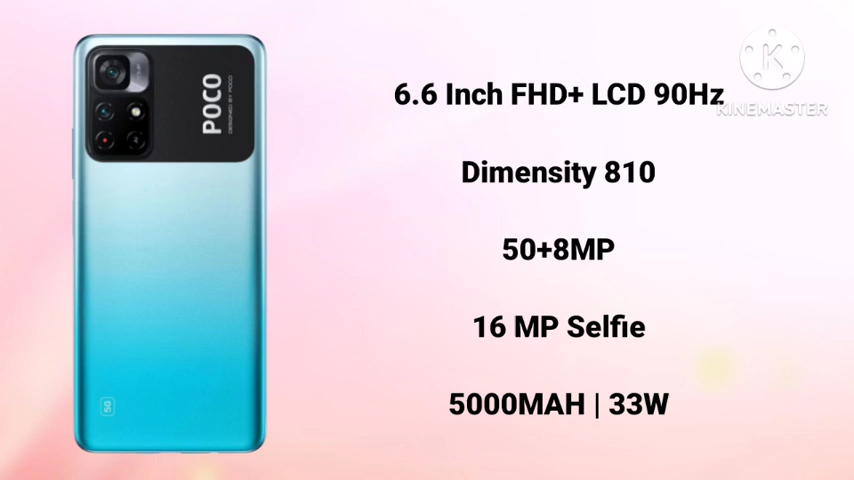 POCO
DESIGNED BY POCO
5G
6.6 Inch FHD+ LCD 90Hz
Dimensity 810
50+8MP
16 MP Selfie
5000MAH | 33W
K
KINEMASTER